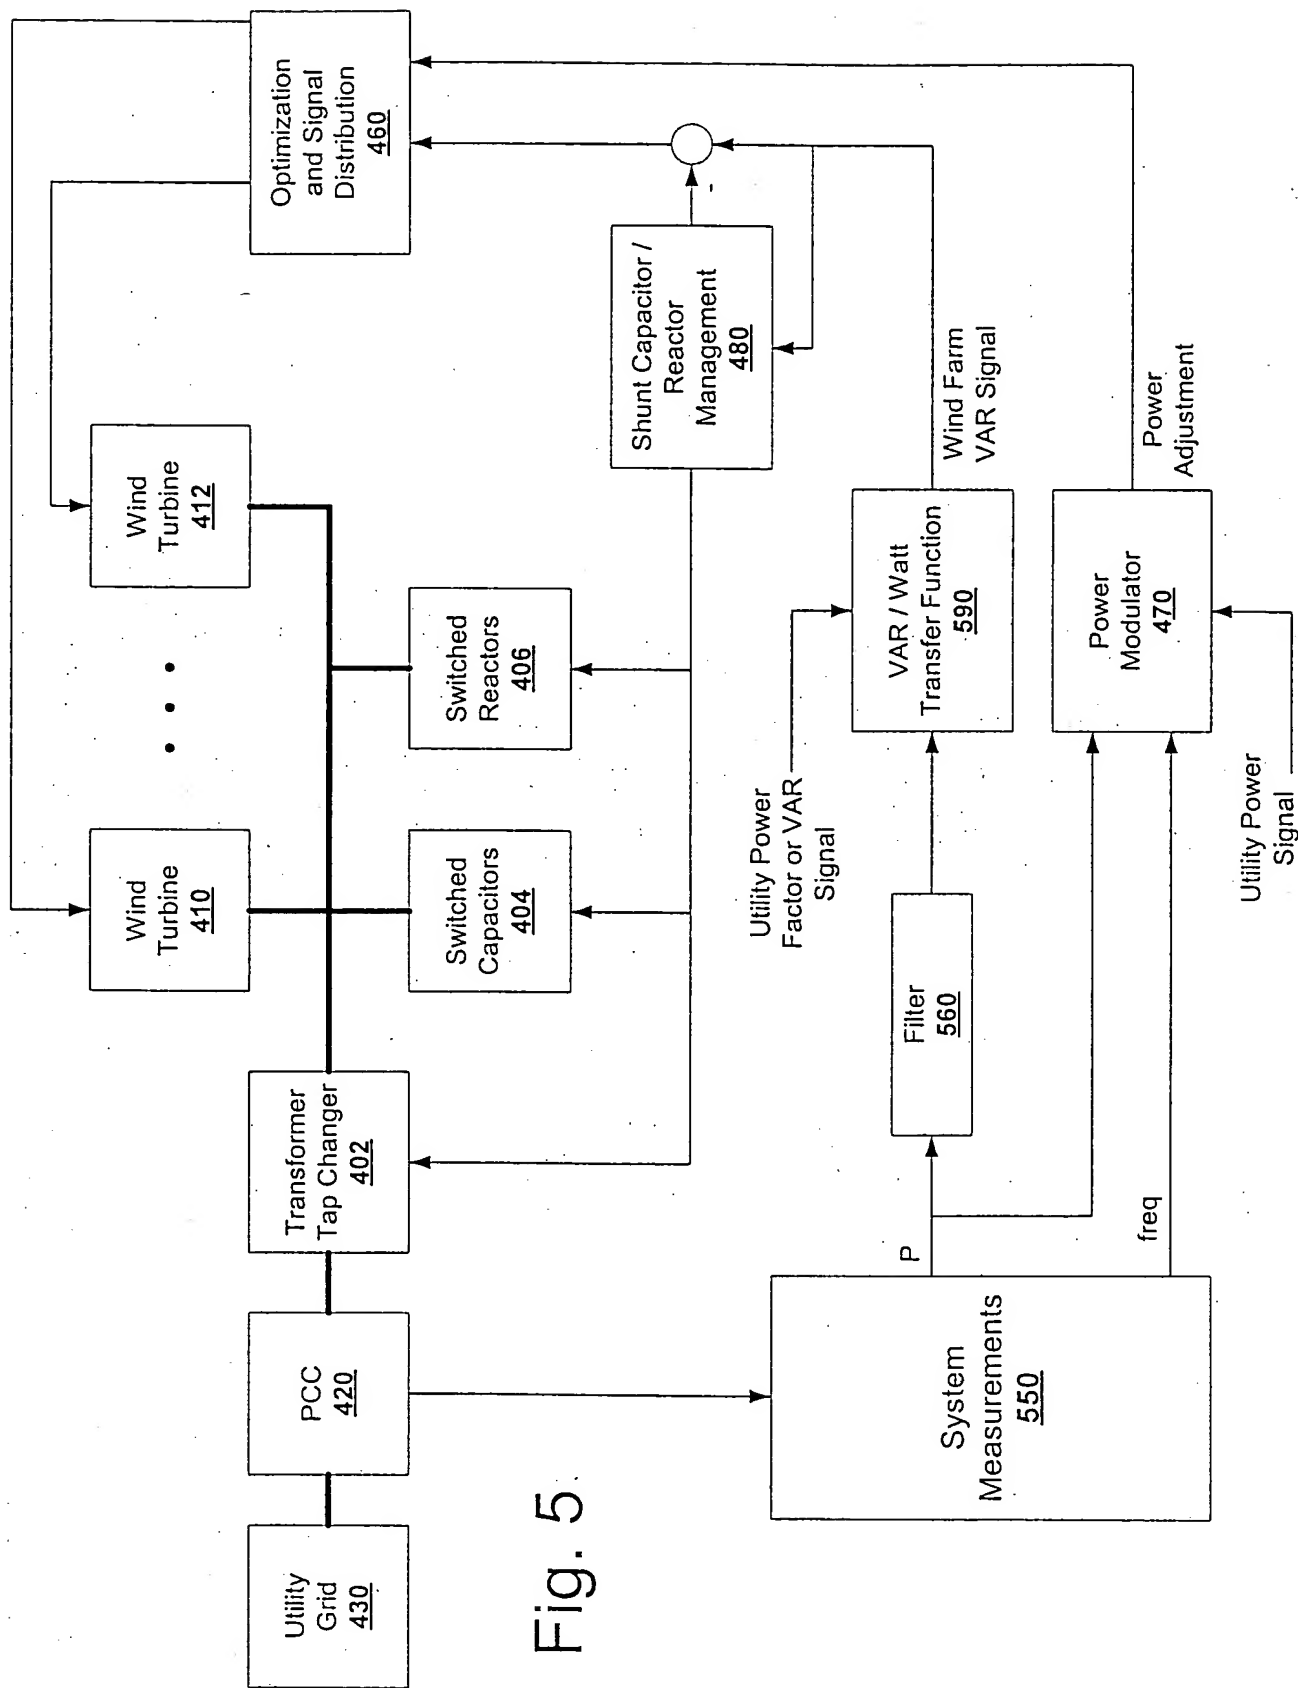 Utility
Grid
430
PCC
420
Transformer
Tap Changer
402
Wind
Turbine
410
Wind
Turbine
412
Optimization
and Signal
Distribution
460
Switched
Capacitors
404
Switched
Reactors
406
Shunt Capacitor /
Reactor
Management
480
-
System
Measurements
550
P
freq
Filter
560
Utility Power
Factor or VAR
Signal
VAR / Watt
Transfer Function
590
Wind Farm
VAR Signal
Power
Modulator
470
Power
Adjustment
Utility Power
Signal
Fig. 5